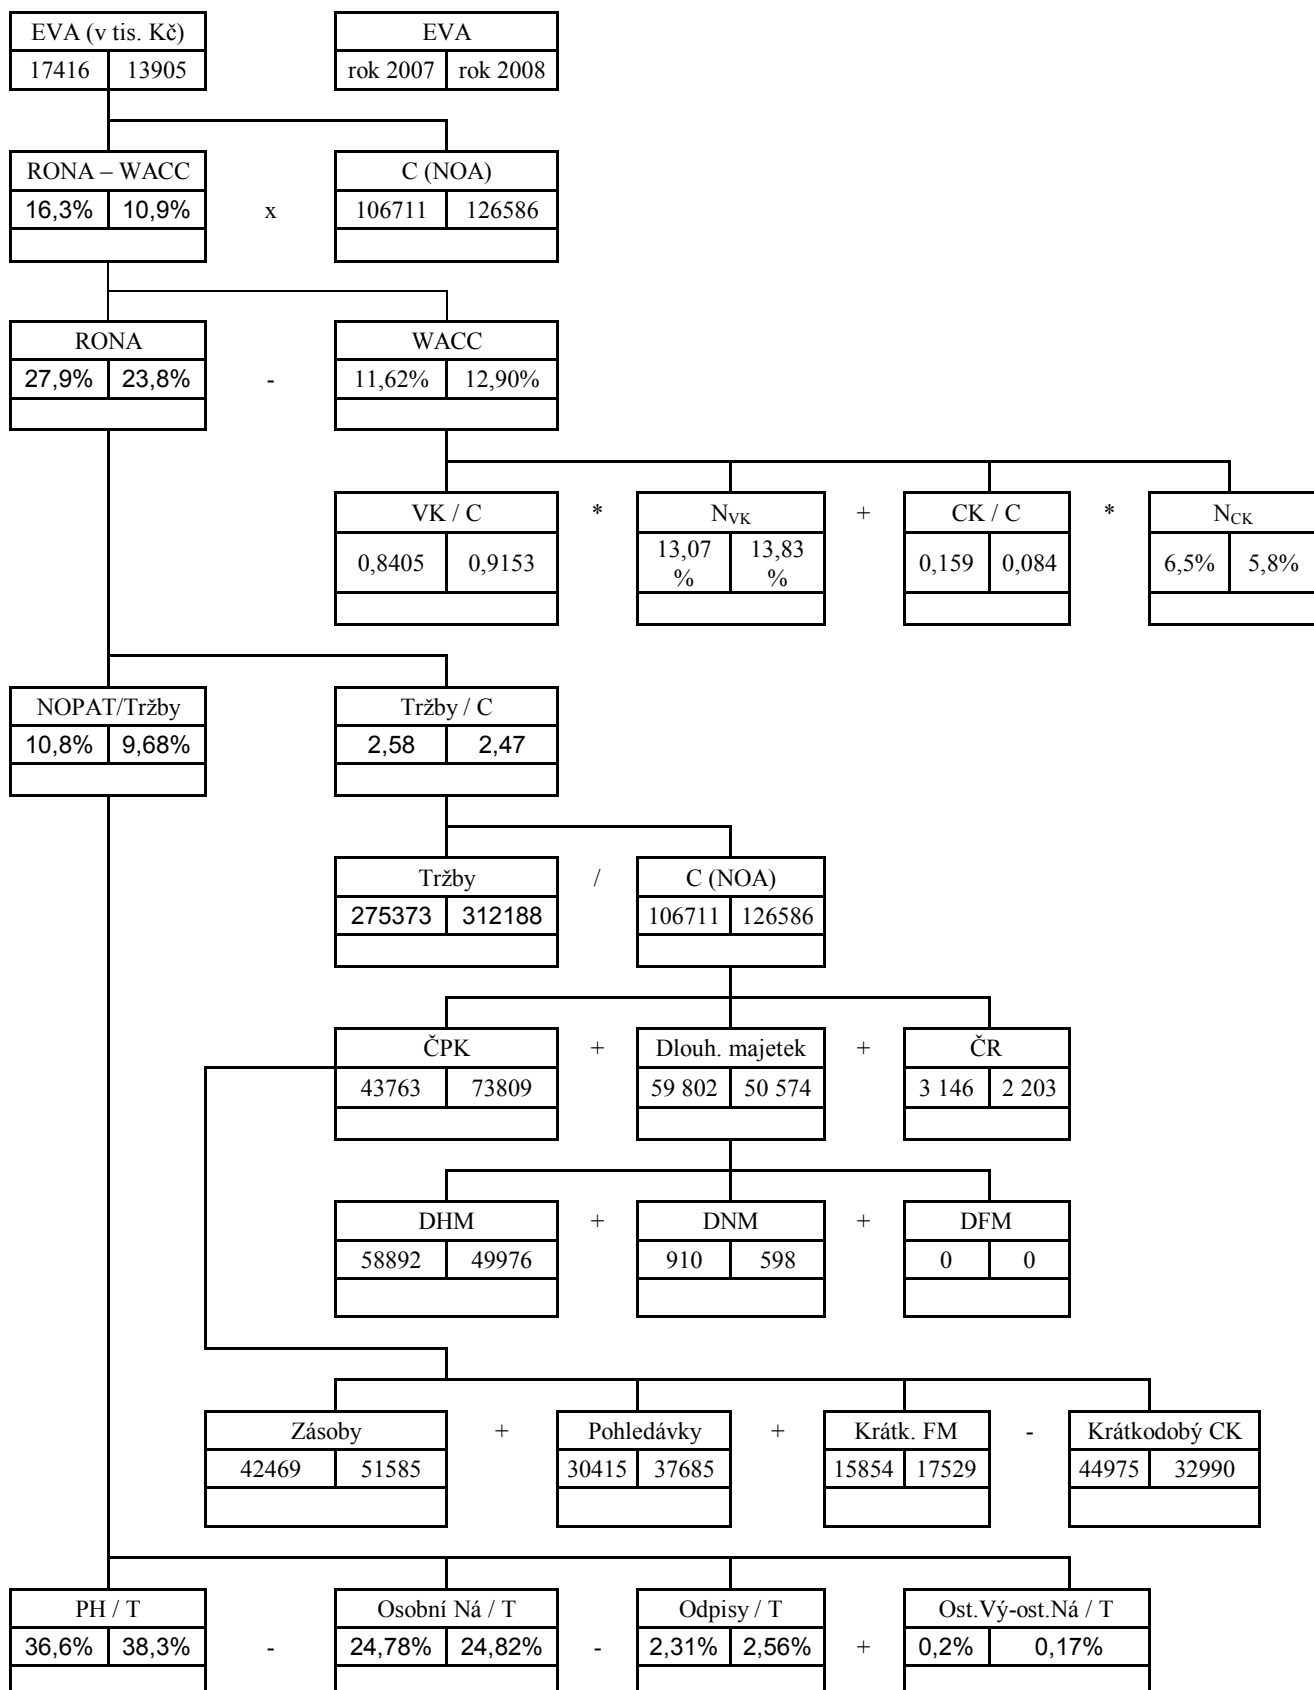 EVA (v tis. Kč) EVA
17416 13905 rok 2007 rok 2008
RONA – WACC C (NOA)
16,3% 10,9% x 106711 126586
RONA WACC
27,9% 23,8% - 11,62% 12,90%
VK / C * NVK + CK / C * NCK
0,8405 0,9153 13,07 % 13,83 % 0,159 0,084 6,5% 5,8%
NOPAT/Tržby Tržby / C
10,8% 9,68% 2,58 2,47
Tržby / C (NOA)
275373 312188 106711 126586
ČPK + Dlouh. majetek + ČR
43763 73809 59 802 50 574 3 146 2 203
DHM + DNM + DFM
58892 49976 910 598 0 0
Zásoby + Pohledávky + Krátk. FM - Krátkodobý CK
42469 51585 30415 37685 15854 17529 44975 32990
PH / T Osobní Ná / T Odpisy / T Ost.Vý-ost.Ná / T
36,6% 38,3% - 24,78% 24,82% - 2,31% 2,56% + 0,2% 0,17%